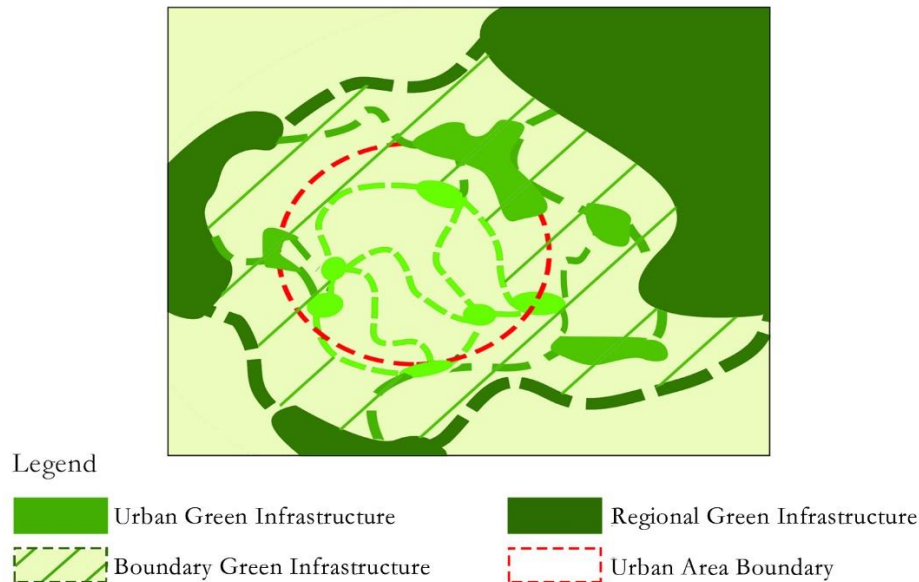 Legend
Urban Green Infrastructure
Regional Green Infrastructure
Boundary Green Infrastructure
Urban Area Boundary